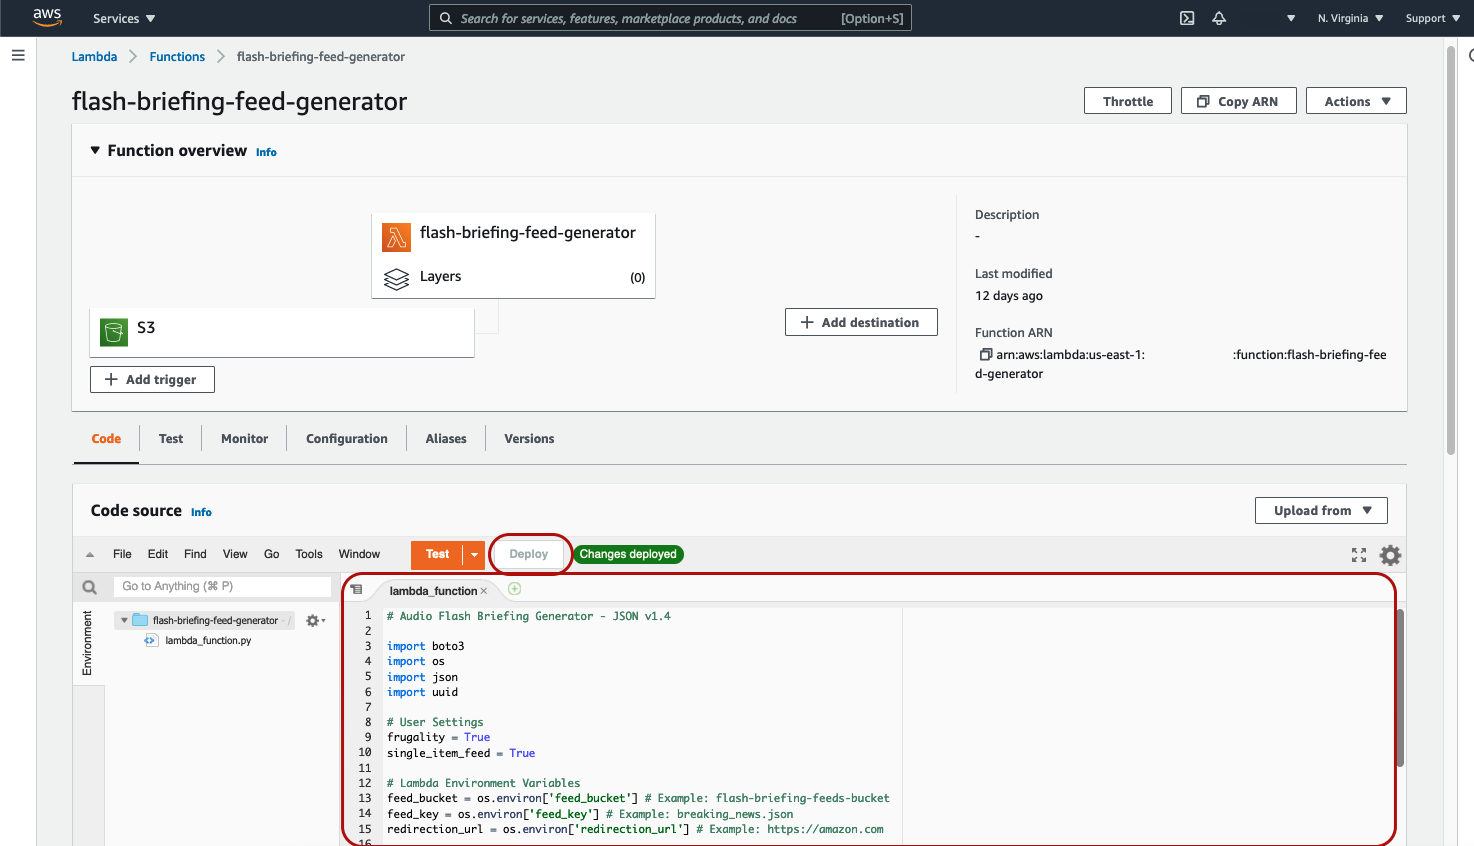 aws Services ▼ Search for services, features, marketplace products, and docs [Option+S] N. Virginia ▼ Support ▼
Lambda > Functions > flash-briefing-feed-generator
flash-briefing-feed-generator
Throttle Copy ARN Actions ▼
▼ Function overview Info
flash-briefing-feed-generator
Layers (0)
S3
+ Add trigger
+ Add destination
Description
-
Last modified
12 days ago
Function ARN
arn:aws:lambda:us-east-1: :function:flash-briefing-fee
d-generator
Code Test Monitor Configuration Aliases Versions
Code source Info
Upload from ▼
File Edit Find View Go Tools Window Test Deploy Changes deployed
Go to Anything (⌘ P)
Environment
flash-briefing-feed-generator - /
lambda_function.py
lambda_function ×
1 # Audio Flash Briefing Generator - JSON v1.4
2
3 import boto3
4 import os
5 import json
6 import uuid
7
8 # User Settings
9 frugality = True
10 single_item_feed = True
11
12 # Lambda Environment Variables
13 feed_bucket = os.environ['feed_bucket'] # Example: flash-briefing-feeds-bucket
14 feed_key = os.environ['feed_key'] # Example: breaking_news.json
15 redirection_url = os.environ['redirection_url'] # Example: https://amazon.com
16